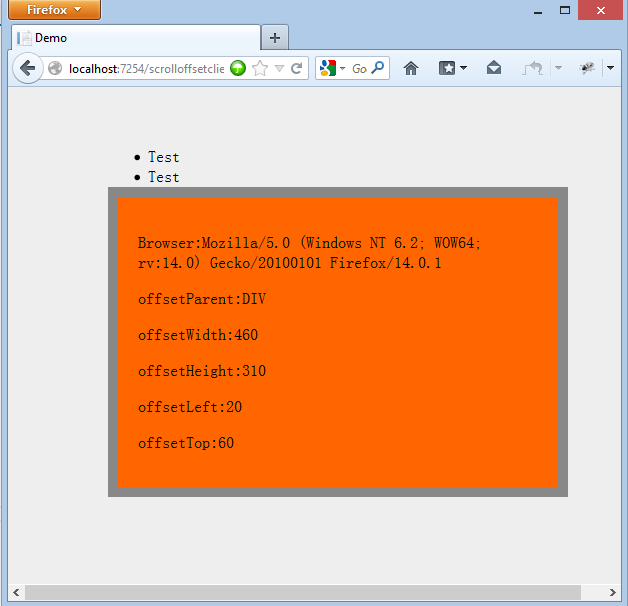 Firefox
Demo
localhost:7254/scrolloffsetclie
Go
Test
Test
Browser:Mozilla/5.0 (Windows NT 6.2; WOW64;
rv:14.0) Gecko/20100101 Firefox/14.0.1
offsetParent:DIV
offsetWidth:460
offsetHeight:310
offsetLeft:20
offsetTop:60